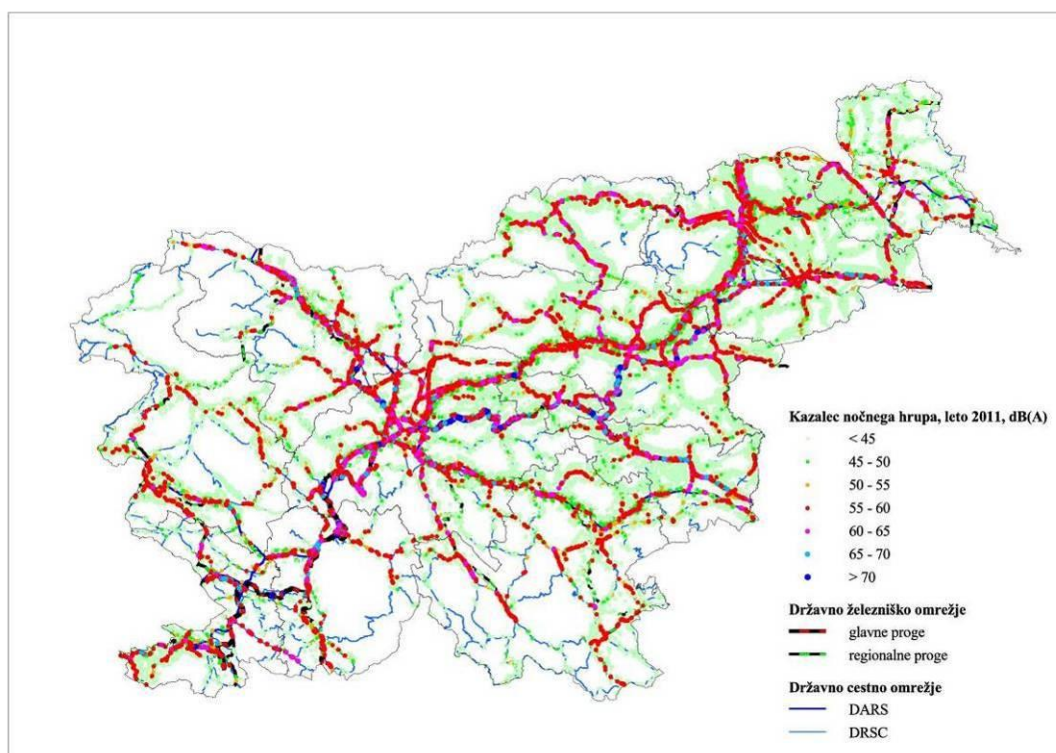 Kazalec nočnega hrupa, leto 2011, dB(A)
< 45
45 - 50
50 - 55
55 - 60
60 - 65
65 - 70
> 70
Državno železniško omrežje
glavne proge
regionalne proge
Državno cestno omrežje
DARS
DRSC